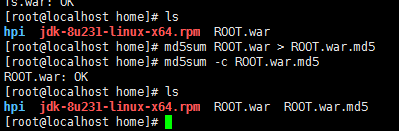 fs.war: OK
[root@localhost home]# ls
hpi  jdk-8u231-linux-x64.rpm  ROOT.war
[root@localhost home]# md5sum ROOT.war > ROOT.war.md5
[root@localhost home]# md5sum -c ROOT.war.md5
ROOT.war: OK
[root@localhost home]# ls
hpi  jdk-8u231-linux-x64.rpm  ROOT.war  ROOT.war.md5
[root@localhost home]#